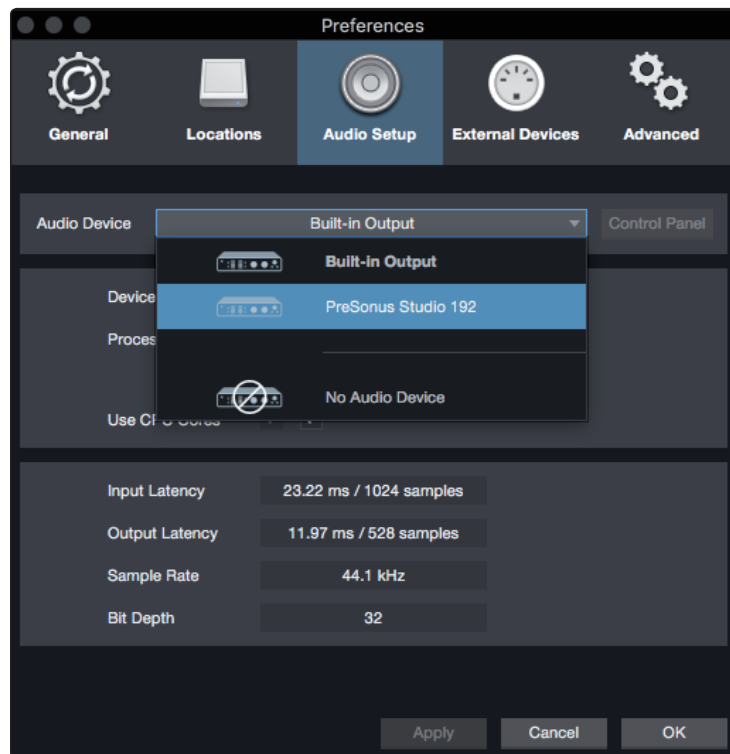 Preferences
General Locations Audio Setup External Devices Advanced
Audio Device Built-in Output Control Panel
Built-in Output
Device PreSonus Studio 192
Proces
No Audio Device
Use
Input Latency 23.22 ms / 1024 samples
Output Latency 11.97 ms / 528 samples
Sample Rate 44.1 kHz
Bit Depth 32
Apply Cancel OK